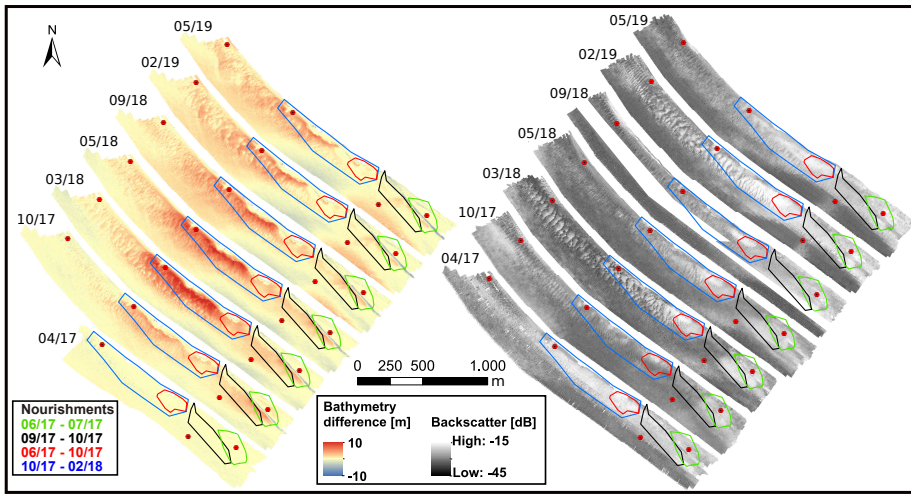 05/19
02/19
09/18
05/18
03/18
10/17
04/17
N
05/19
02/19
09/18
05/18
03/18
10/17
04/17
0 250 500 1.000
m
Nourishments
06/17 - 07/17
09/17 - 10/17
06/17 - 10/17
10/17 - 02/18
Bathymetry
difference [m]
10
-10
Backscatter [dB]
High: -15
Low: -45